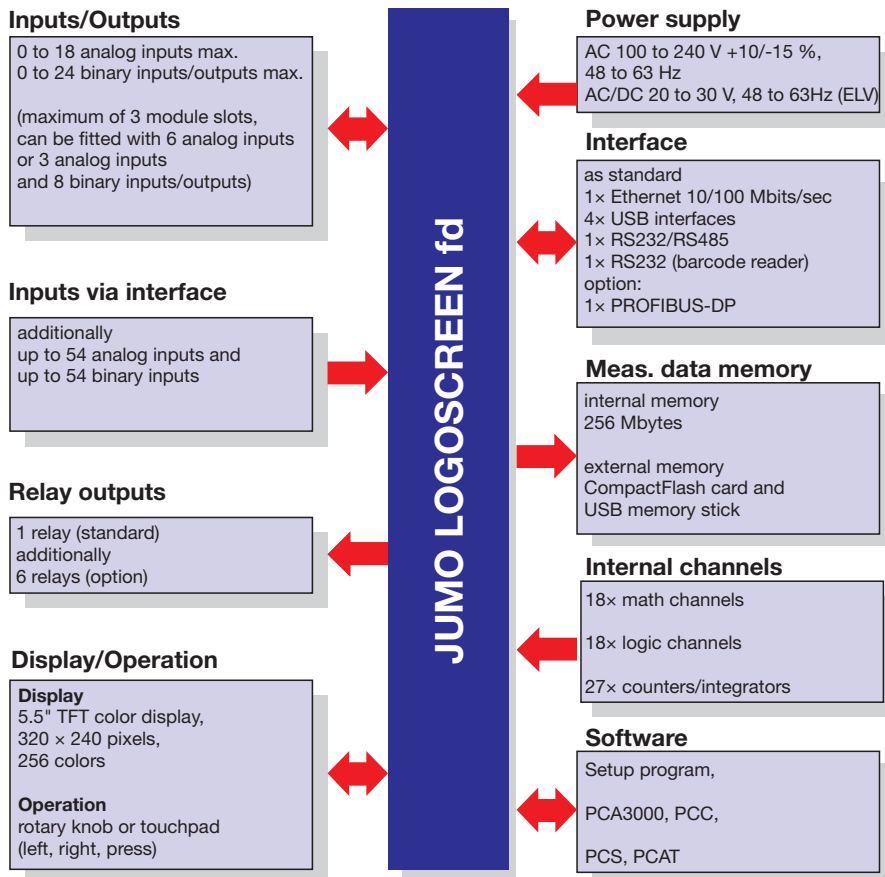 Inputs/Outputs
0 to 18 analog inputs max.
0 to 24 binary inputs/outputs max.
(maximum of 3 module slots,
can be fitted with 6 analog inputs
or 3 analog inputs
and 8 binary inputs/outputs)
Inputs via interface
additionally
up to 54 analog inputs and
up to 54 binary inputs
Relay outputs
1 relay (standard)
additionally
6 relays (option)
Display/Operation
Display
5.5" TFT color display,
320 × 240 pixels,
256 colors
Operation
rotary knob or touchpad
(left, right, press)
JUMO LOGOSCREEN fd
Power supply
AC 100 to 240 V +10/-15 %,
48 to 63 Hz
AC/DC 20 to 30 V, 48 to 63Hz (ELV)
Interface
as standard
1× Ethernet 10/100 Mbits/sec
4× USB interfaces
1× RS232/RS485
1× RS232 (barcode reader)
option:
1× PROFIBUS-DP
Meas. data memory
internal memory
256 Mbytes
external memory
CompactFlash card and
USB memory stick
Internal channels
18× math channels
18× logic channels
27× counters/integrators
Software
Setup program,
PCA3000, PCC,
PCS, PCAT